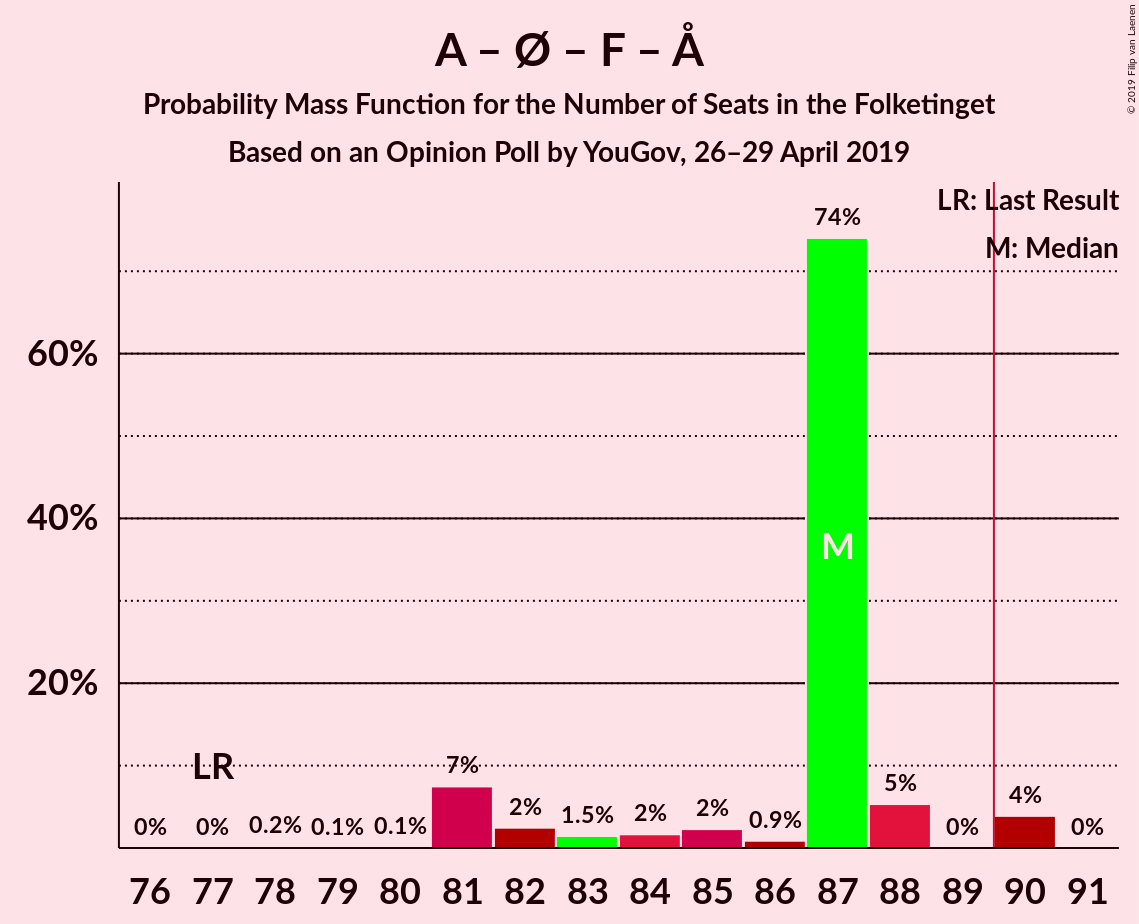 A – Ø – F – Å
Probability Mass Function for the Number of Seats in the Folketinget
Based on an Opinion Poll by YouGov, 26–29 April 2019
© 2019 Filip van Laenen
LR: Last Result
M: Median
74%
60%
40%
M
20%
LR
0% 0% 0.2% 0.1% 0.1% 7% 2% 1.5% 2% 2% 0.9% 5% 0% 4% 0%
76 77 78 79 80 81 82 83 84 85 86 87 88 89 90 91